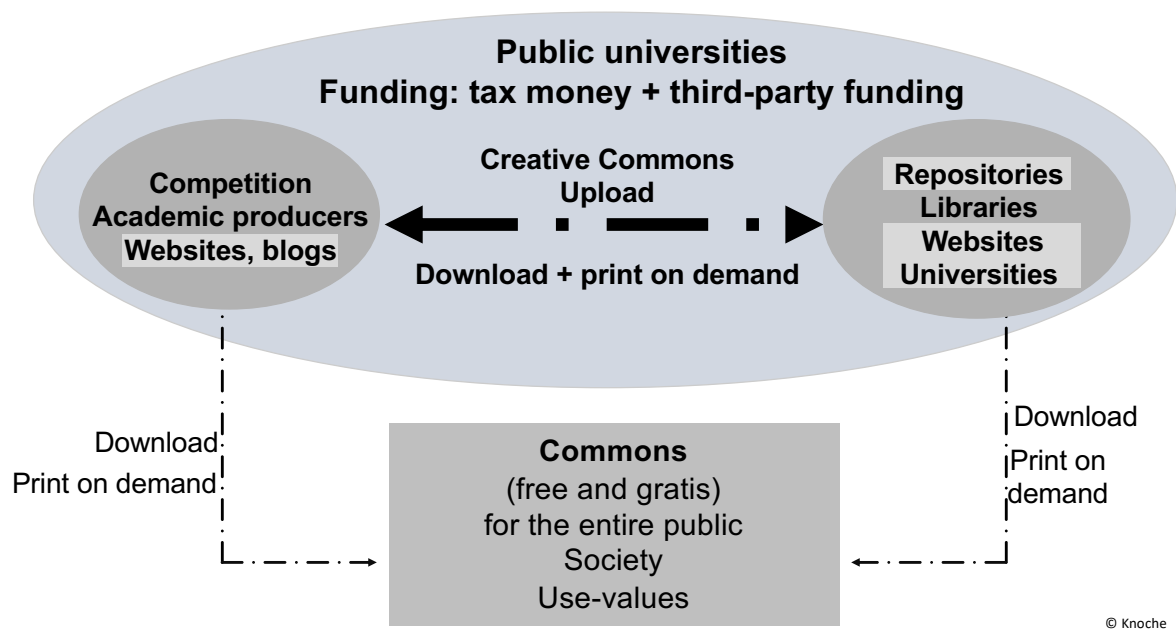 Public universities
Funding: tax money + third-party funding
Competition
Academic producers
Websites, blogs
Creative Commons
Upload
Download + print on demand
Repositories
Libraries
Websites
Universities
Download
Print on demand
Commons
(free and gratis)
for the entire public
Society
Use-values
Download
Print on
demand
© Knoche